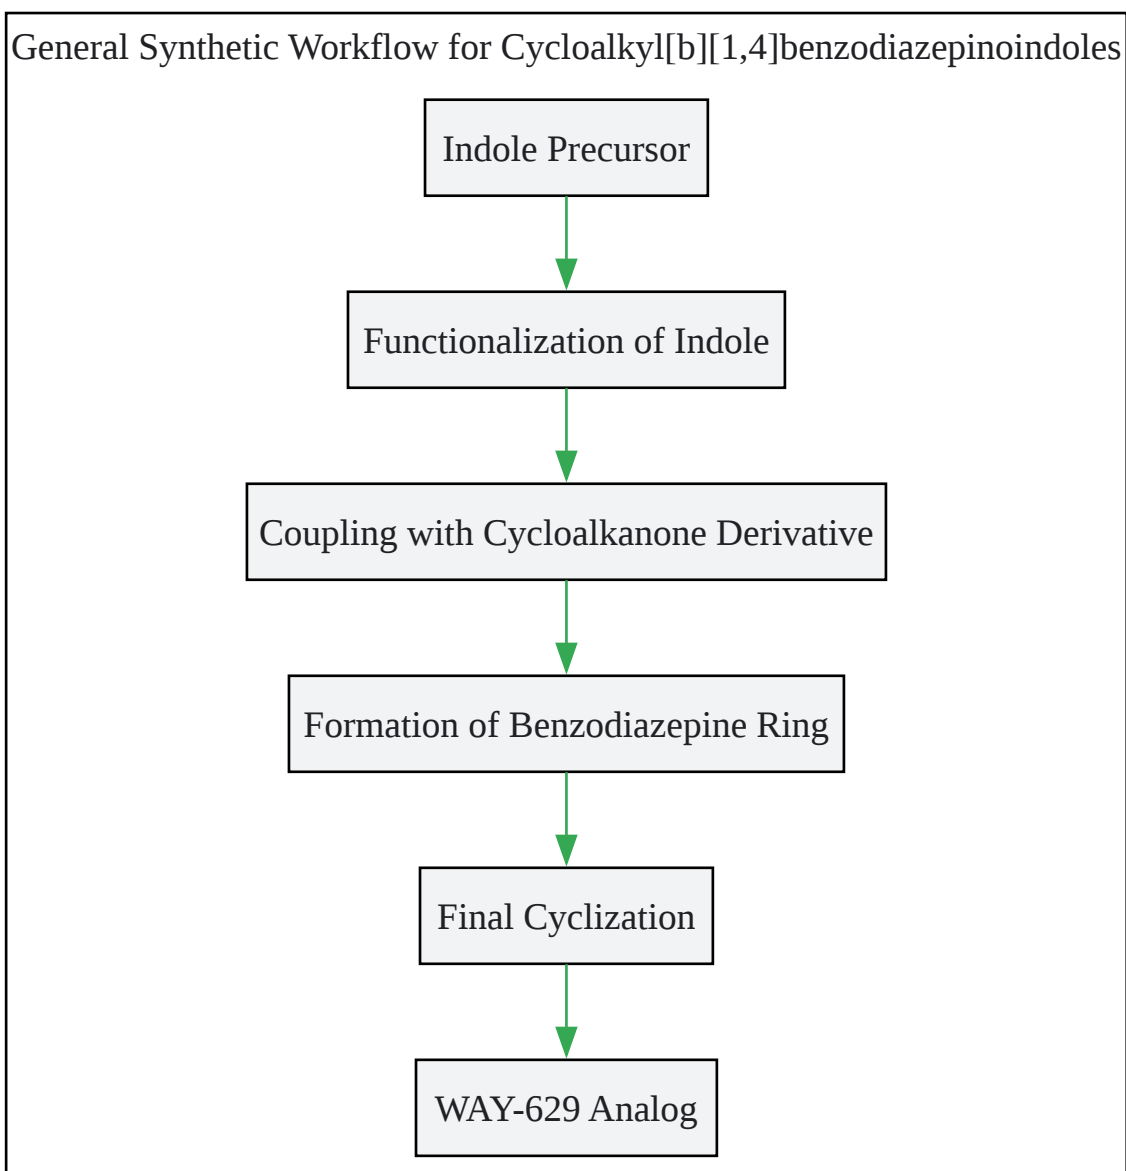 General Synthetic Workflow for Cycloalkyl[b][1,4]benzodiazepinoindoles
Indole Precursor
Functionalization of Indole
Coupling with Cycloalkanone Derivative
Formation of Benzodiazepine Ring
Final Cyclization
WAY-629 Analog